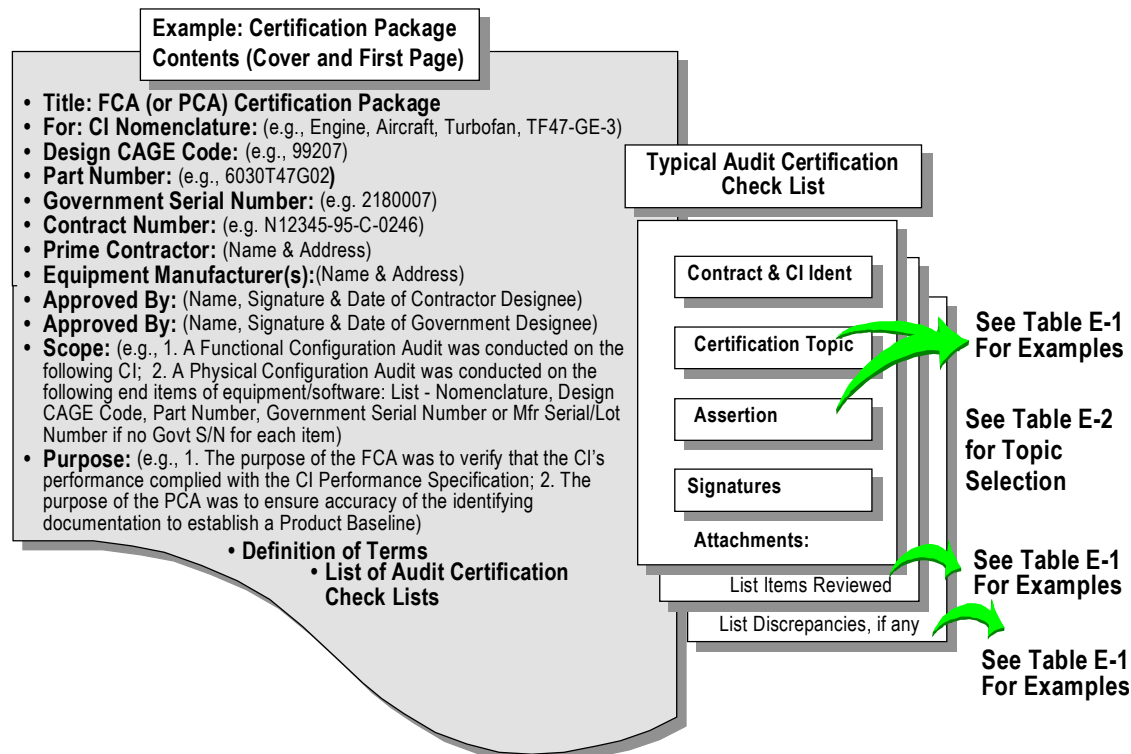 Example: Certification Package
Contents (Cover and First Page)
• Title: FCA (or PCA) Certification Package
• For: CI Nomenclature: (e.g., Engine, Aircraft, Turbofan, TF47-GE-3)
• Design CAGE Code: (e.g., 99207)
• Part Number: (e.g., 6030T47G02)
• Government Serial Number: (e.g. 2180007)
• Contract Number: (e.g. N12345-95-C-0246)
• Prime Contractor: (Name & Address)
• Equipment Manufacturer(s):(Name & Address)
• Approved By: (Name, Signature & Date of Contractor Designee)
• Approved By: (Name, Signature & Date of Government Designee)
• Scope: (e.g., 1. A Functional Configuration Audit was conducted on the
following CI; 2. A Physical Configuration Audit was conducted on the
following end items of equipment/software: List - Nomenclature, Design
CAGE Code, Part Number, Government Serial Number or Mfr Serial/Lot
Number if no Govt S/N for each item)
• Purpose: (e.g., 1. The purpose of the FCA was to verify that the CI's
performance complied with the CI Performance Specification; 2. The
purpose of the PCA was to ensure accuracy of the identifying
documentation to establish a Product Baseline)
• Definition of Terms
• List of Audit Certification
Check Lists
Typical Audit Certification
Check List
Contract & CI Ident
Certification Topic
Assertion
Signatures
Attachments:
List Items Reviewed
List Discrepancies, if any
See Table E-1
For Examples
See Table E-2
for Topic
Selection
See Table E-1
For Examples
See Table E-1
For Examples